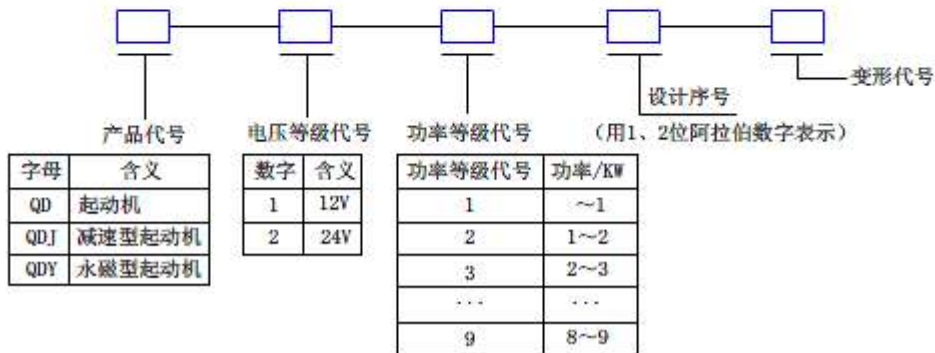 变形代号
设计序号
产品代号 电压等级代号 功率等级代号 （用1、2位阿拉伯数字表示）
字母 含义 数字 含义 功率等级代号 功率/KW
QD 起动机 1 12V 1 ～1
QDJ 减速型起动机 2 24V 2 1～2
QDY 永磁型起动机 3 2～3
... ...
9 8～9